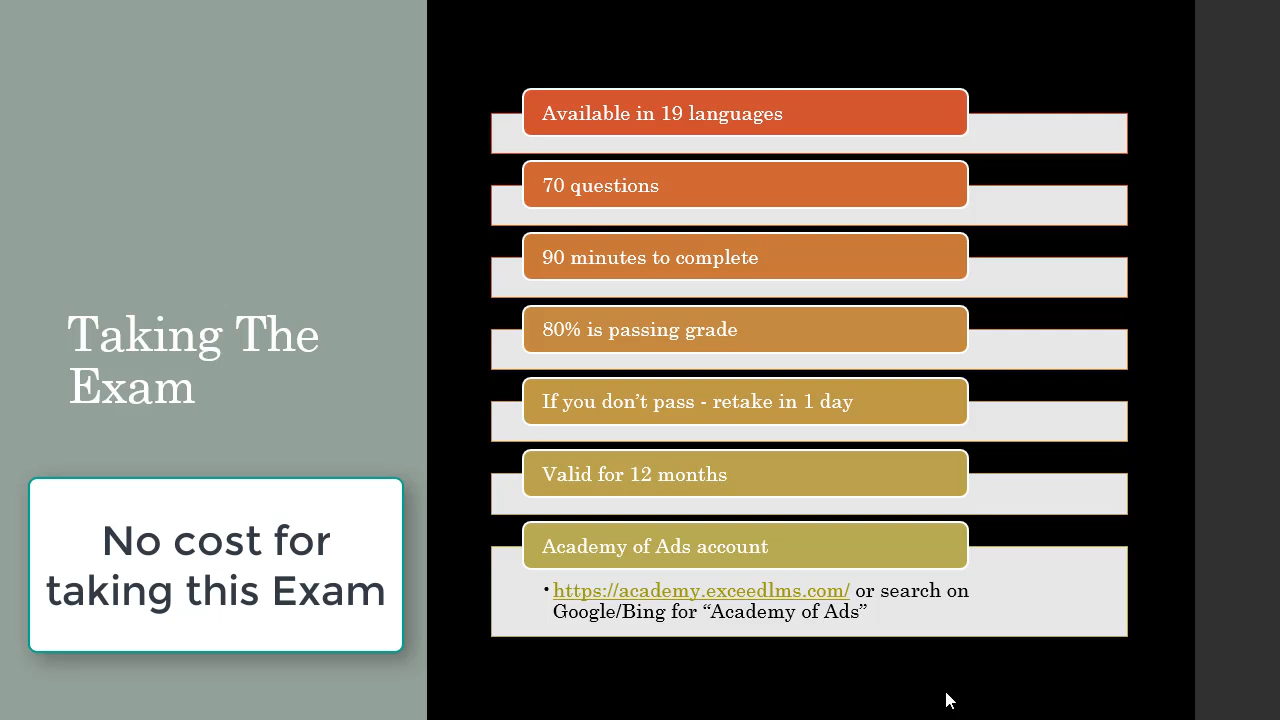 Taking The
Exam
No cost for
taking this Exam
Available in 19 languages
70 questions
90 minutes to complete
80% is passing grade
If you don’t pass - retake in 1 day
Valid for 12 months
Academy of Ads account
•https://academy.exceedlms.com/ or search on
Google/Bing for “Academy of Ads”